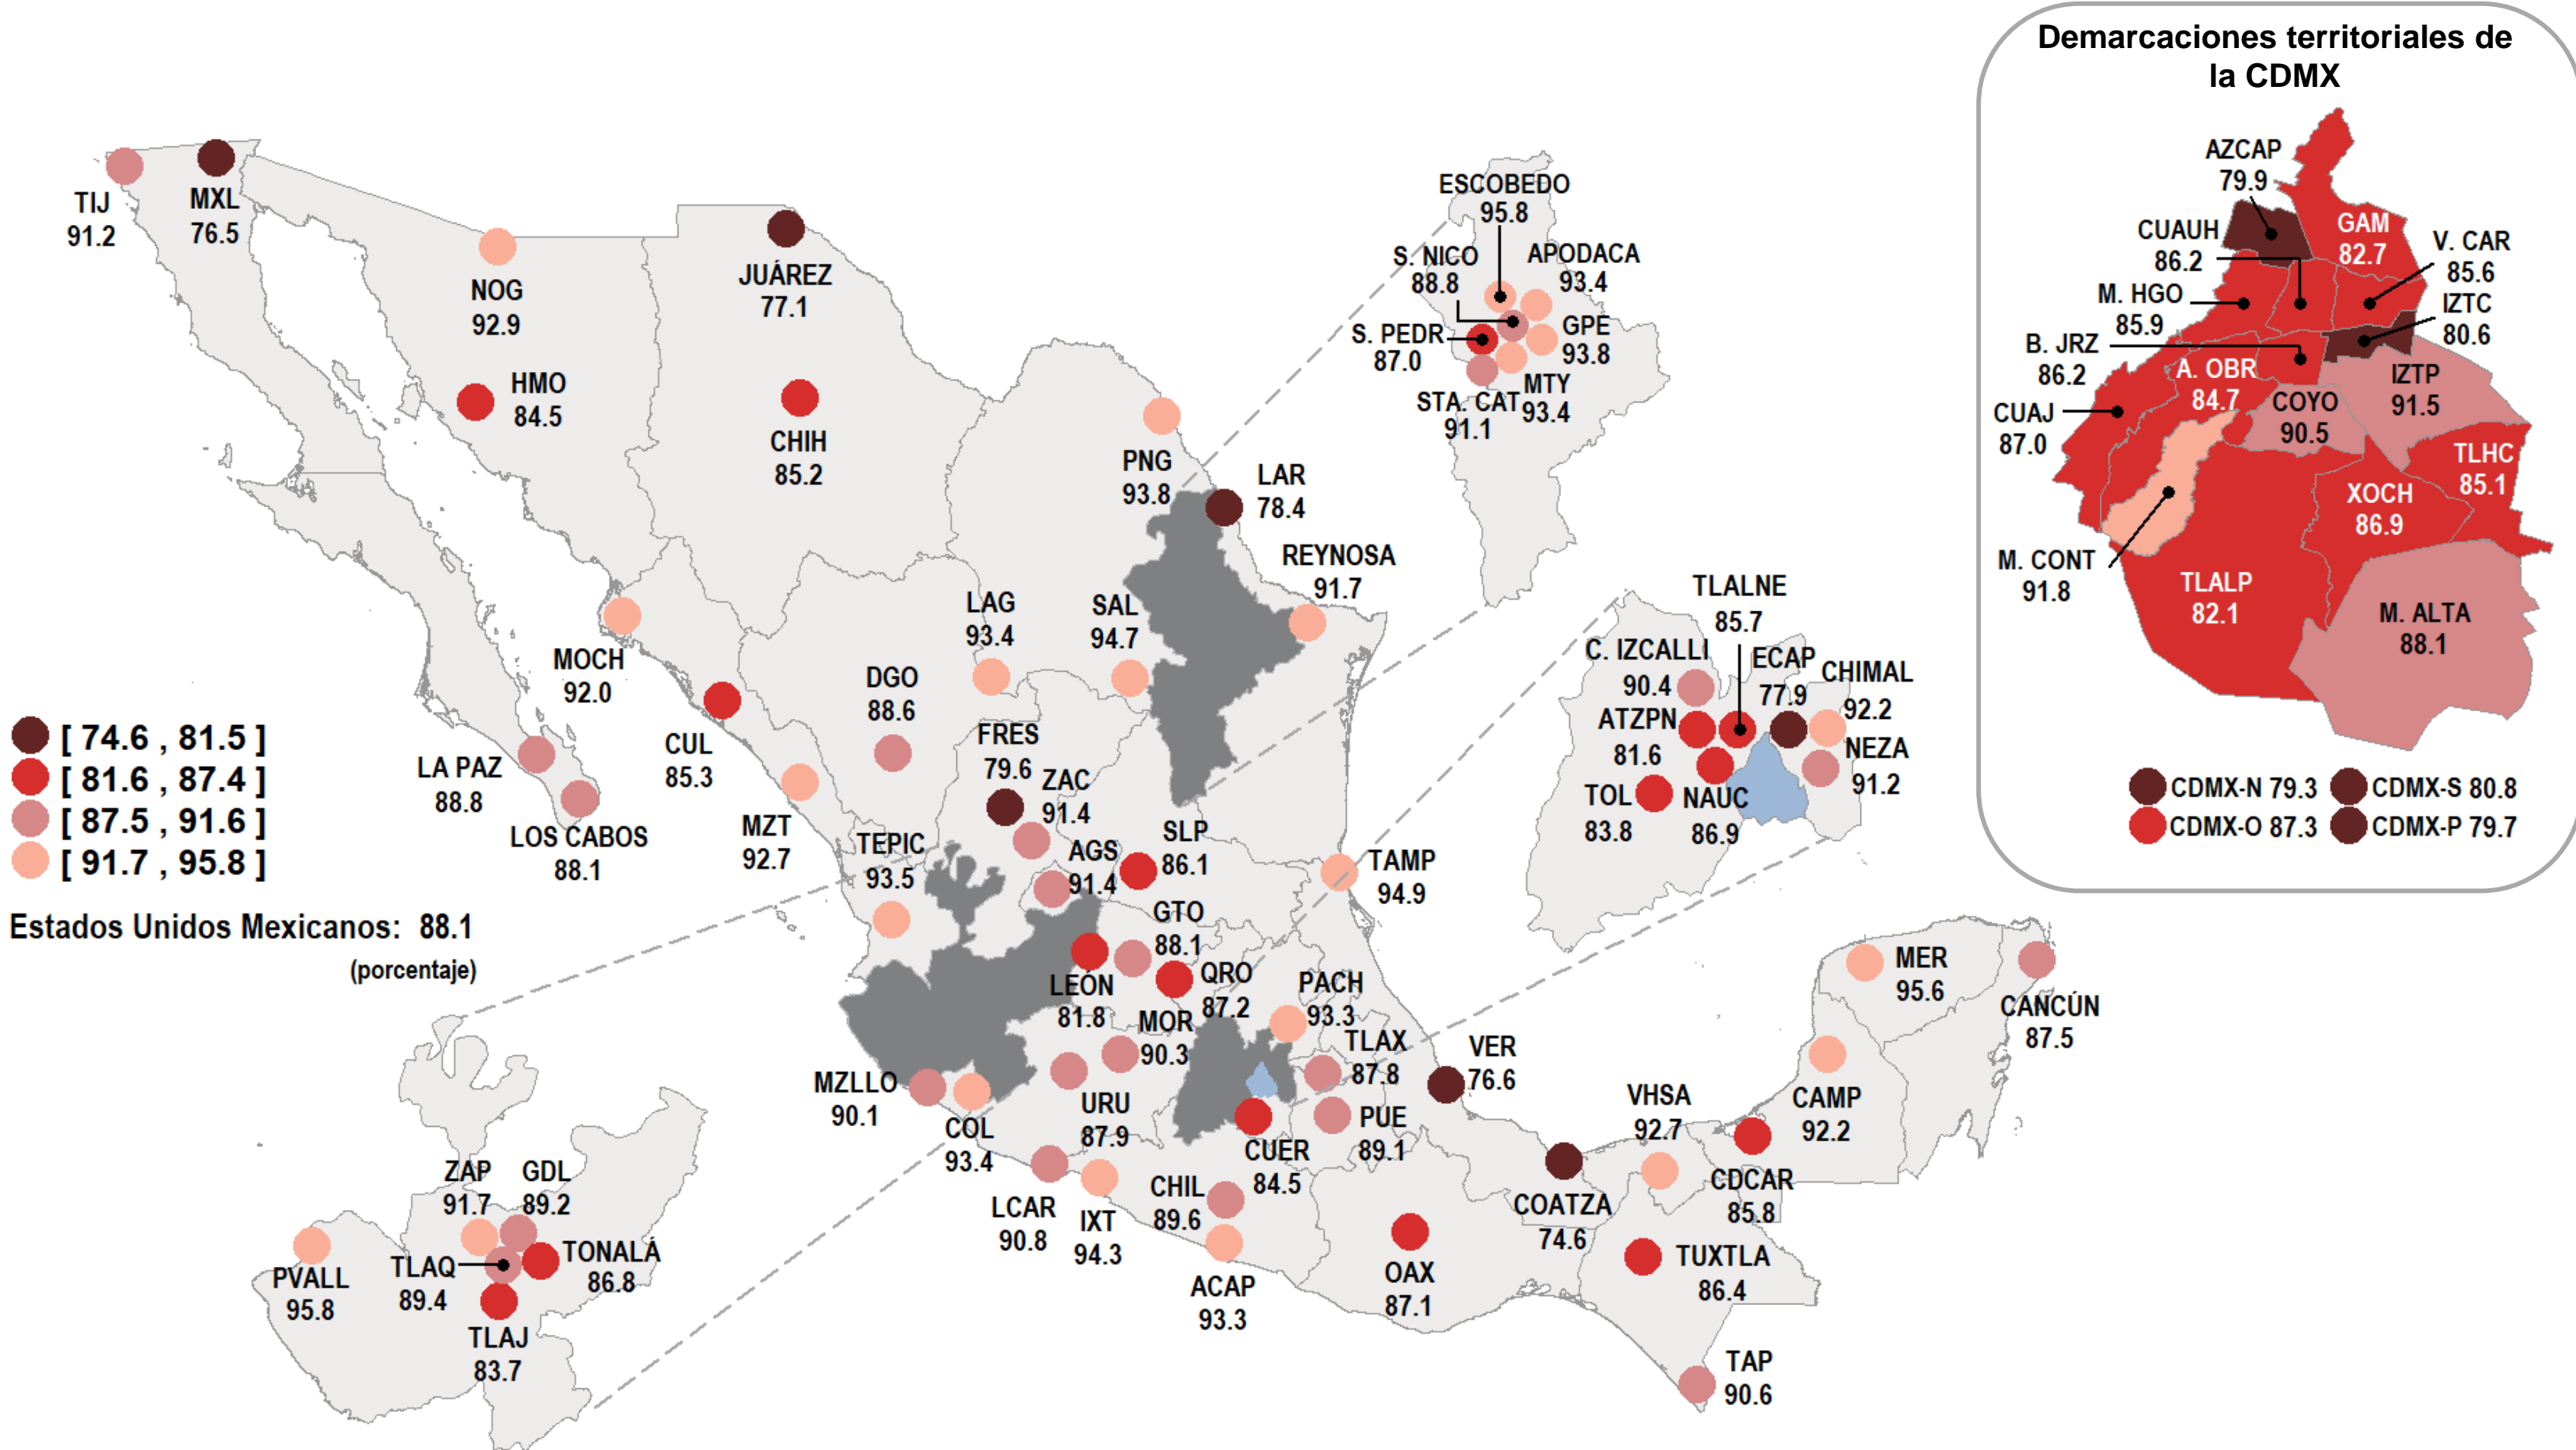 Demarcaciones territoriales de
la CDMX
AZCAP
79.9
CUAUH
86.2
GAM
82.7
V. CAR
85.6
M. HGO
85.9
IZTC
80.6
B. JRZ
86.2
A. OBR
84.7
IZTP
91.5
CUAJ
87.0
COYO
90.5
TLHC
85.1
XOCH
86.9
M. CONT
91.8
TLALP
82.1
M. ALTA
88.1
CDMX-N 79.3
CDMX-S 80.8
CDMX-O 87.3
CDMX-P 79.7
TIJ
91.2
MXL
76.5
NOG
92.9
JUÁREZ
77.1
HMO
84.5
CHIH
85.2
ESCOBEDO
95.8
S. NICO
88.8
APODACA
93.4
S. PEDR
87.0
GPE
93.8
STA. CAT
91.1
MTY
93.4
PNG
93.8
LAR
78.4
REYNOSA
91.7
LAG
93.4
SAL
94.7
MOCH
92.0
DGO
88.6
CUL
85.3
FRES
79.6
ZAC
91.4
LA PAZ
88.8
LOS CABOS
88.1
MZT
92.7
TEPIC
93.5
AGS
91.4
SLP
86.1
TAMP
94.9
TLALNE
85.7
C. IZCALLI
90.4
ECAP
77.9
CHIMAL
92.2
ATZPN
81.6
NEZA
91.2
TOL
83.8
NAUC
86.9
[ 74.6 , 81.5 ]
[ 81.6 , 87.4 ]
[ 87.5 , 91.6 ]
[ 91.7 , 95.8 ]
Estados Unidos Mexicanos: 88.1
(porcentaje)
GTO
88.1
LEÓN
81.8
QRO
87.2
PACH
93.3
MOR
90.3
TLAX
87.8
VER
76.6
MZLLO
90.1
COL
93.4
URU
87.9
PUE
89.1
CUER
84.5
LCAR
90.8
IXT
94.3
CHIL
89.6
ACAP
93.3
OAX
87.1
COATZA
74.6
VHSA
92.7
CDCAR
85.8
CAMP
92.2
MER
95.6
CANCÚN
87.5
TUXTLA
86.4
TAP
90.6
ZAP
91.7
GDL
89.2
PVALL
95.8
TLAQ
89.4
TONALÁ
86.8
TLAJ
83.7